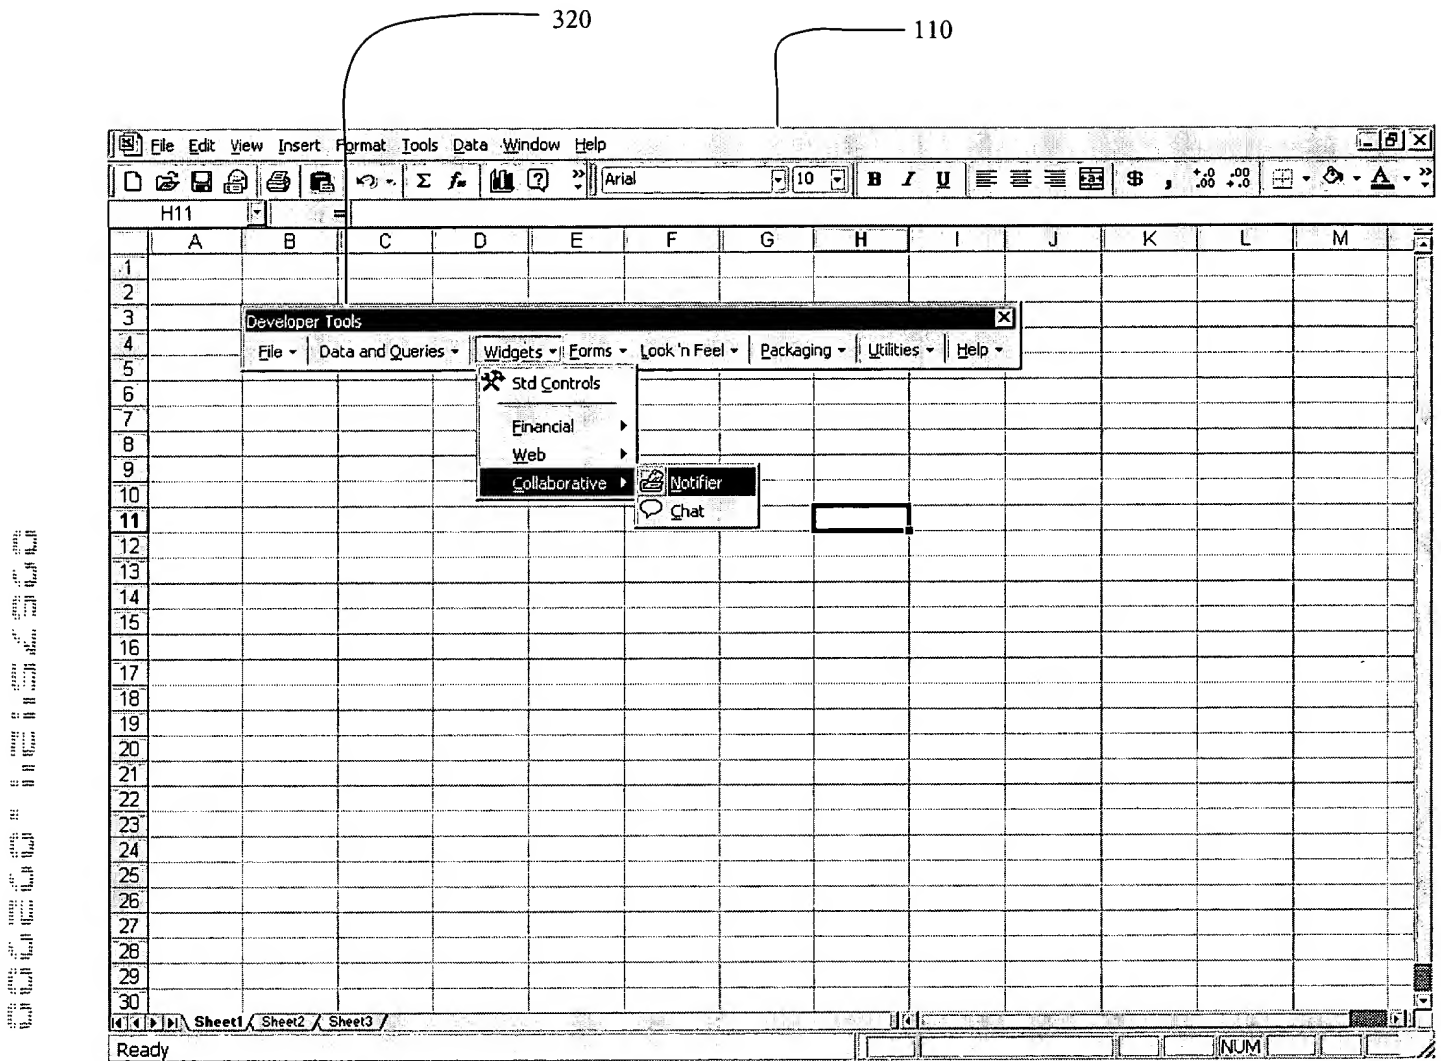 320
110
File Edit View Insert Format Tools Data Window Help
Arial 10 B I U $ ,
H11 =
A B C D E F G H I J K L M
1
2
3
Developer Tools
4
File Data and Queries Widgets Forms Look 'n Feel Packaging Utilities Help
5
Std Controls
6
7
Financial
8
Web
9
Collaborative Notifier
10
Chat
11
12
13
14
15
16
17
18
19
20
21
22
23
24
25
26
27
28
29
30
Sheet1 Sheet2 Sheet3
Ready NUM